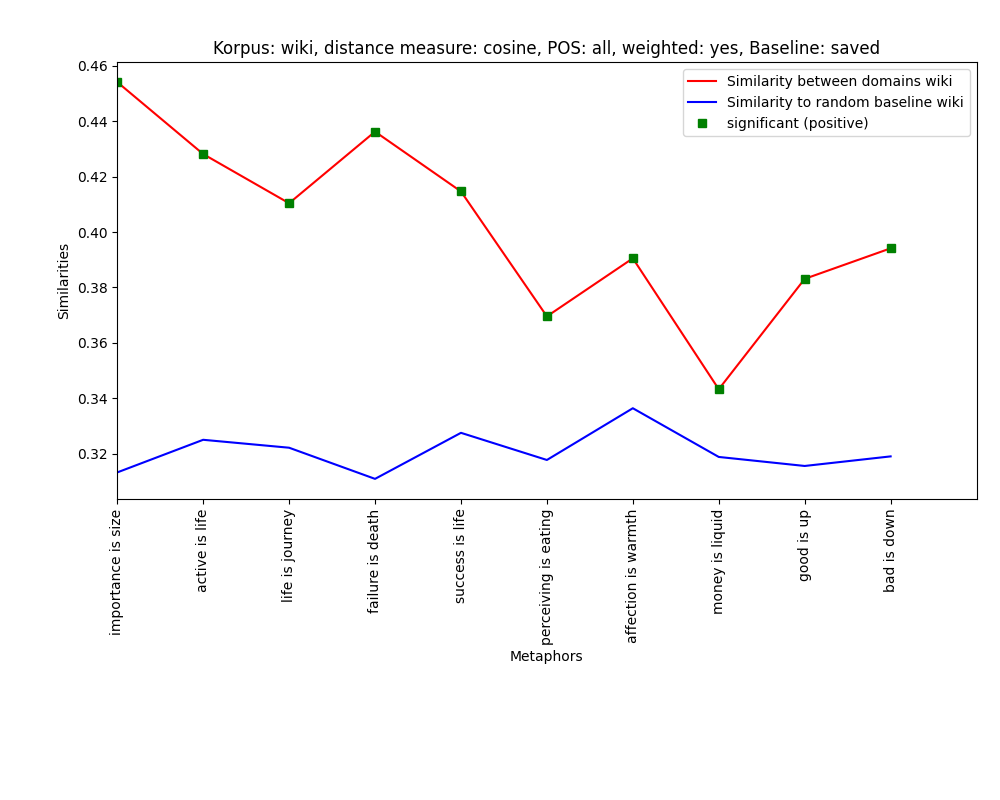 Korpus: wiki, distance measure: cosine, POS: all, weighted: yes, Baseline: saved
Similarity between domains wiki
Similarity to random baseline wiki
significant (positive)
Similarities
0.46
0.44
0.42
0.40
0.38
0.36
0.34
0.32
importance is size
active is life
life is journey
failure is death
success is life
perceiving is eating
affection is warmth
money is liquid
good is up
bad is down
Metaphors